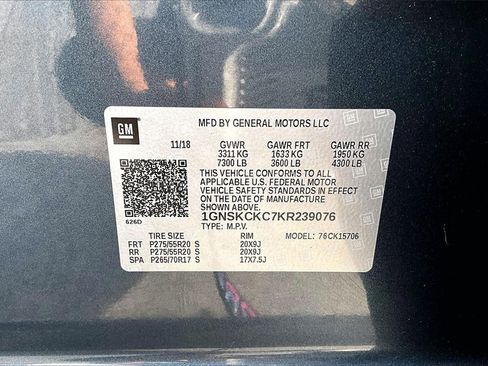 MFD BY GENERAL MOTORS LLC
GM
11/18 GVWR GAWR FRT GAWR RR
3311 KG 1633 KG 1950 KG
7300 LB 3600 LB 4300 LB
THIS VEHICLE CONFORMS TO ALL APPLICABLE
U.S. FEDERAL MOTOR
VEHICLE SAFETY STANDARDS IN EFFECT
ON THE DATE OF MANUFACTURE
SHOWN ABOVE.
1GNSKCKC7KR239076
626D
TYPE: M.P.V.
MODEL: 76CK15706
TIRE SIZE RIM
FRT P275/55R20 S 20X9J
RR P275/55R20 S 20X9J
SPA P265/70R17 S 17X7.5J